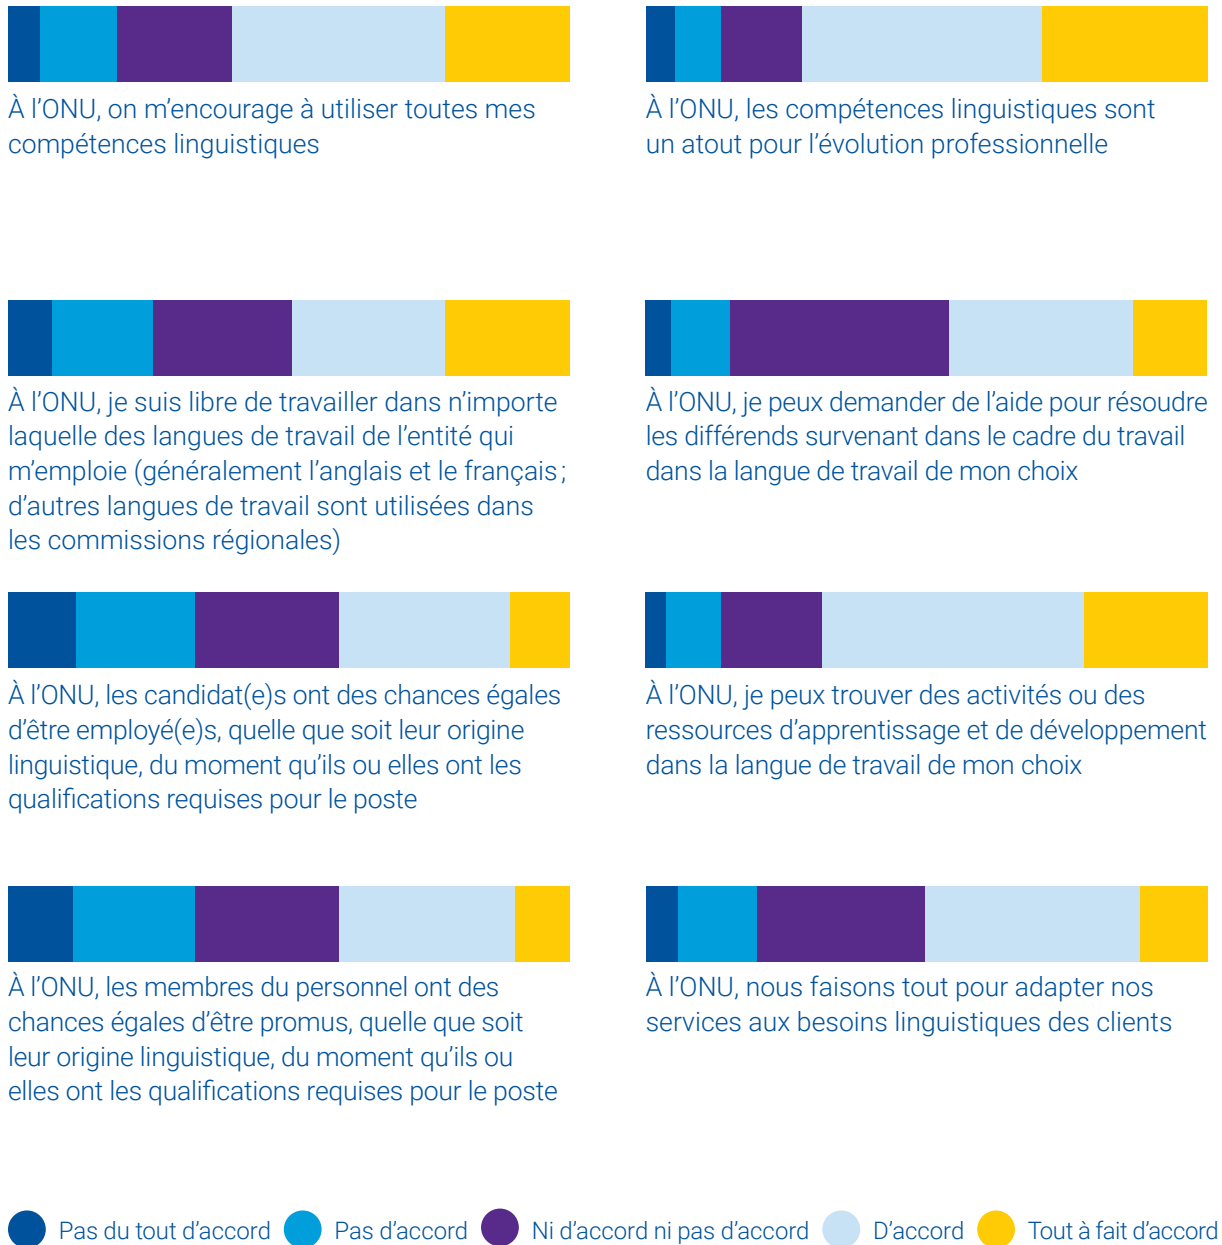 À l’ONU, on m’encourage à utiliser toutes mes
compétences linguistiques
À l’ONU, les compétences linguistiques sont
un atout pour l’évolution professionnelle
À l’ONU, je suis libre de travailler dans n’importe
laquelle des langues de travail de l’entité qui
m’emploie (généralement l’anglais et le français ;
d’autres langues de travail sont utilisées dans
les commissions régionales)
À l’ONU, je peux demander de l’aide pour résoudre
les différends survenant dans le cadre du travail
dans la langue de travail de mon choix
À l’ONU, les candidat(e)s ont des chances égales
d’être employé(e)s, quelle que soit leur origine
linguistique, du moment qu’ils ou elles ont les
qualifications requises pour le poste
À l’ONU, je peux trouver des activités ou des
ressources d’apprentissage et de développement
dans la langue de travail de mon choix
À l’ONU, les membres du personnel ont des
chances égales d’être promus, quelle que soit
leur origine linguistique, du moment qu’ils ou
elles ont les qualifications requises pour le poste
À l’ONU, nous faisons tout pour adapter nos
services aux besoins linguistiques des clients
Pas du tout d’accord Pas d’accord Ni d’accord ni pas d’accord D’accord Tout à fait d’accord